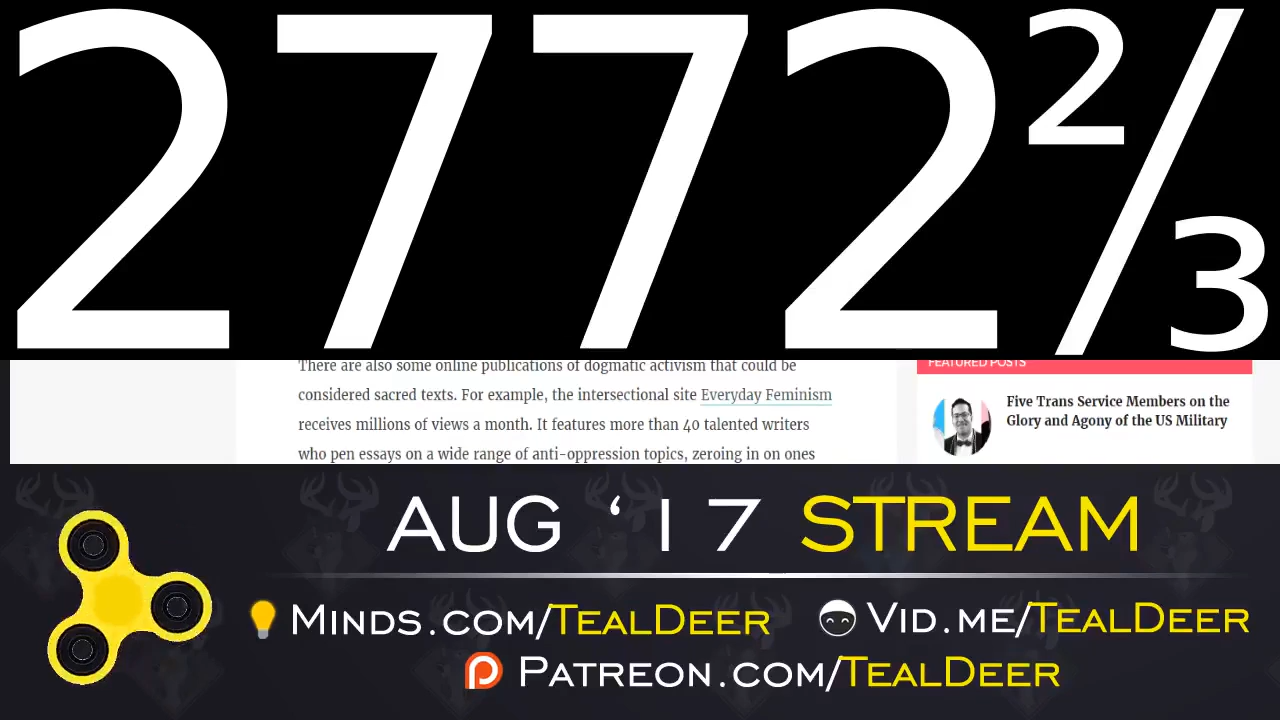 2772⅔
There are also some online publications of dogmatic activism that could be
considered sacred texts. For example, the intersectional site Everyday Feminism
receives millions of views a month. It features more than 40 talented writers
who pen essays on a wide range of anti-oppression topics, zeroing in on ones
FEATURED POSTS
Five Trans Service Members on the
Glory and Agony of the US Military
AUG ‘17 STREAM
MINDS.COM/TEALDEER
VID.ME/TEALDEER
PATREON.COM/TEALDEER